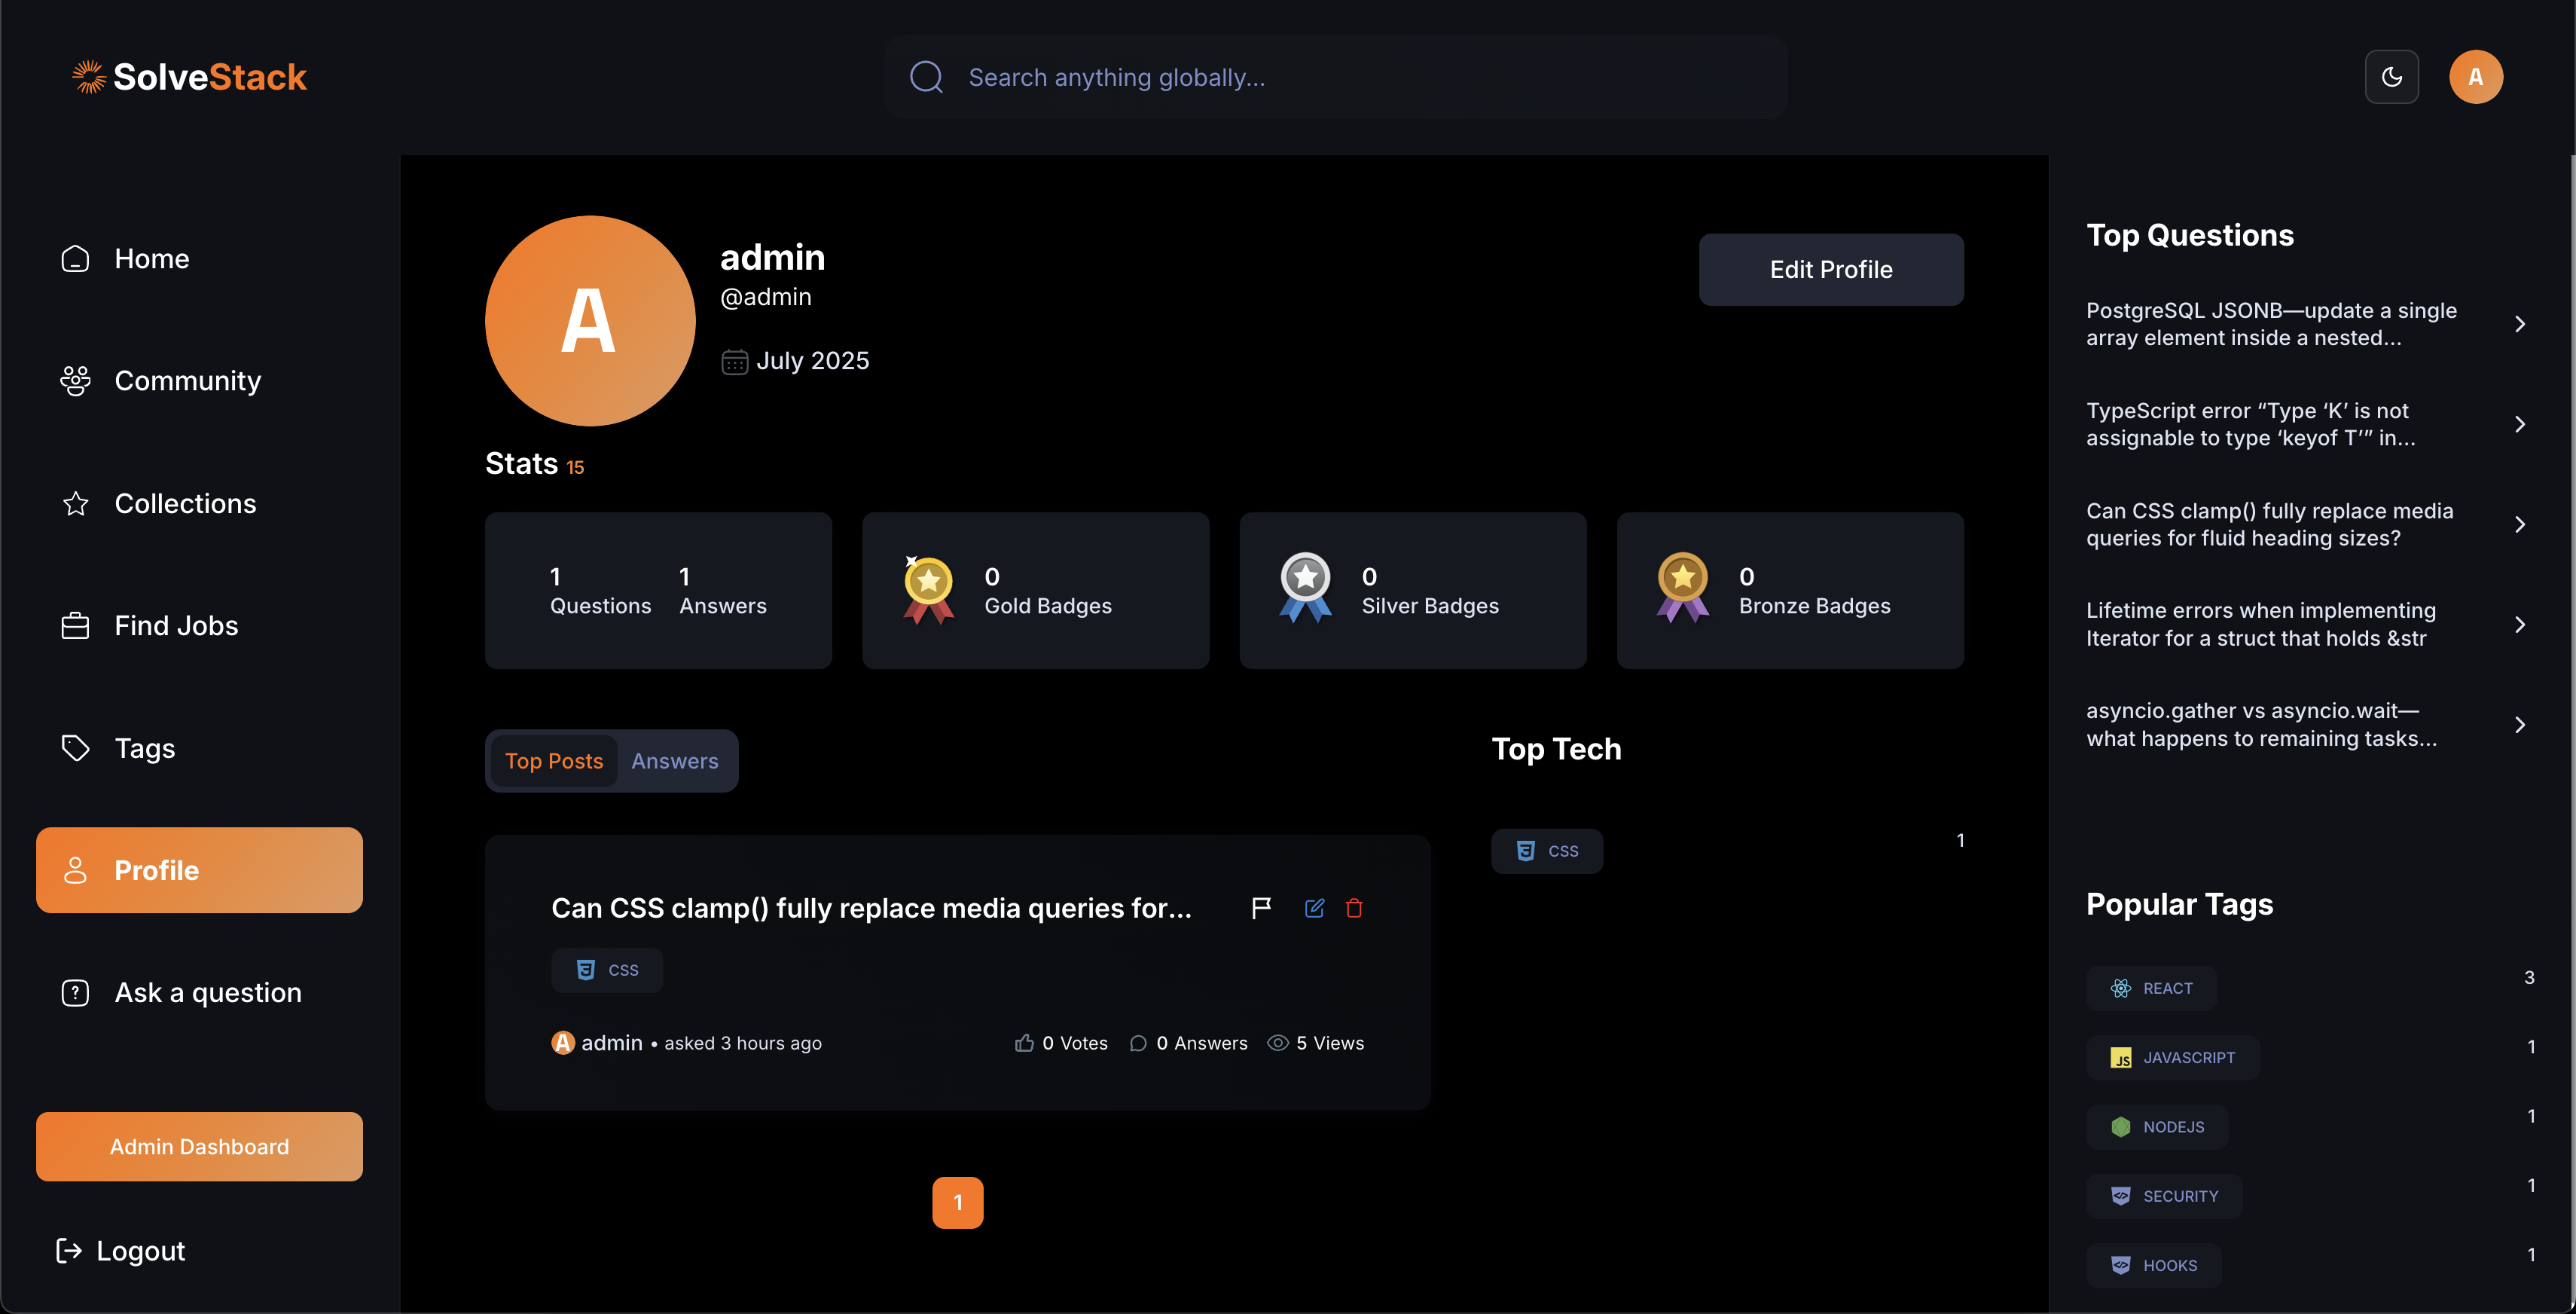 SolveStack
Search anything globally...
A
Home
Community
Collections
Find Jobs
Tags
Profile
Ask a question
Admin Dashboard
Logout
A
admin
@admin
July 2025
Edit Profile
Stats 15
1
Questions
1
Answers
0
Gold Badges
0
Silver Badges
0
Bronze Badges
Top Posts
Answers
Can CSS clamp() fully replace media queries for...
CSS
A admin • asked 3 hours ago
0 Votes
0 Answers
5 Views
1
Top Tech
CSS
1
Top Questions
PostgreSQL JSONB—update a single
array element inside a nested...
TypeScript error “Type ‘K’ is not
assignable to type ‘keyof T’” in...
Can CSS clamp() fully replace media
queries for fluid heading sizes?
Lifetime errors when implementing
Iterator for a struct that holds &str
asyncio.gather vs asyncio.wait—
what happens to remaining tasks...
Popular Tags
REACT
3
JS JAVASCRIPT
1
NODEJS
1
SECURITY
1
HOOKS
1